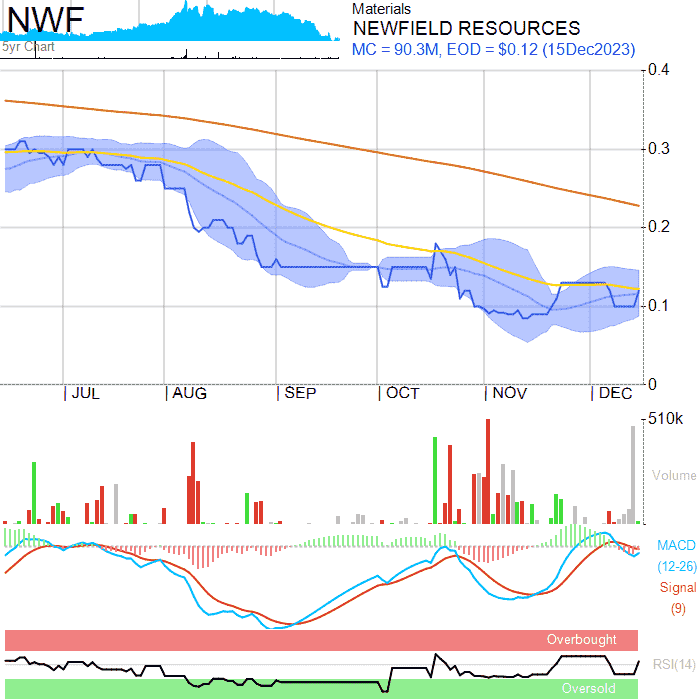 NWF
5yr Chart
Materials
NEWFIELD RESOURCES
MC = 90.3M, EOD = $0.12 (15Dec2023)
0.4
0.3
0.2
0.1
0
JUL
AUG
SEP
OCT
NOV
DEC
510k
Volume
MACD
(12-26)
Signal
(9)
Overbought
RSI(14)
Oversold